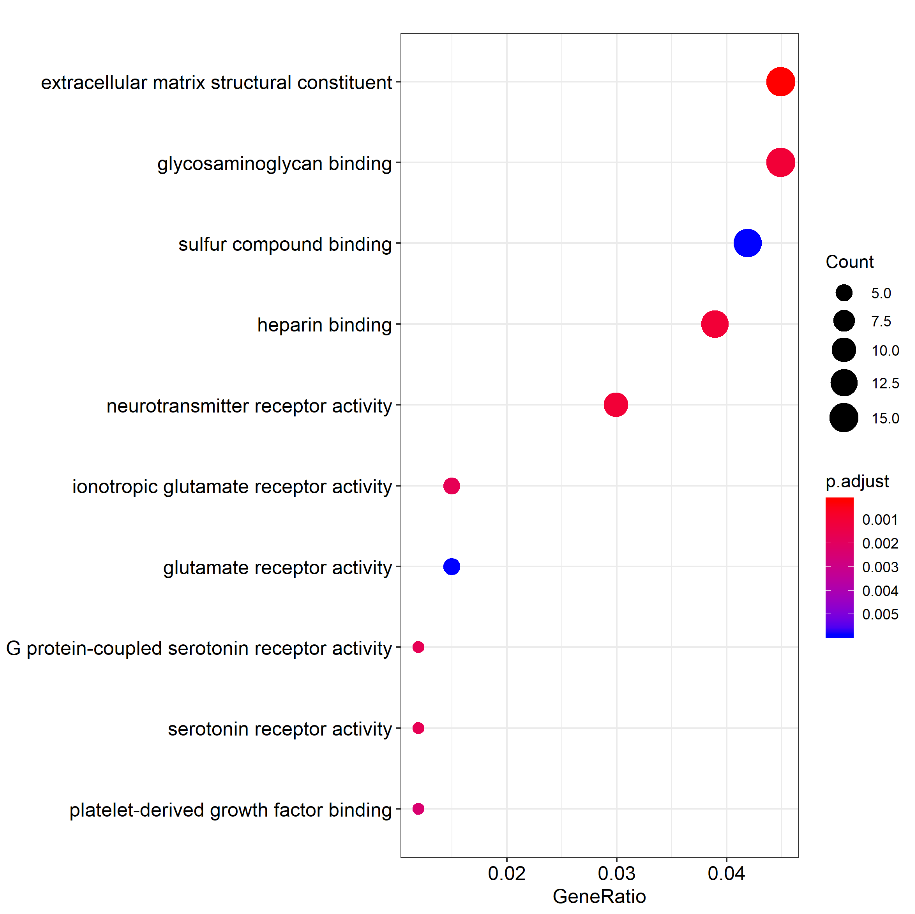 extracellular matrix structural constituent
glycosaminoglycan binding
sulfur compound binding
heparin binding
neurotransmitter receptor activity
ionotropic glutamate receptor activity
glutamate receptor activity
G protein-coupled serotonin receptor activity
serotonin receptor activity
platelet-derived growth factor binding
0.02 0.03 0.04
GeneRatio
Count
5.0
7.5
10.0
12.5
15.0
p.adjust
0.001
0.002
0.003
0.004
0.005